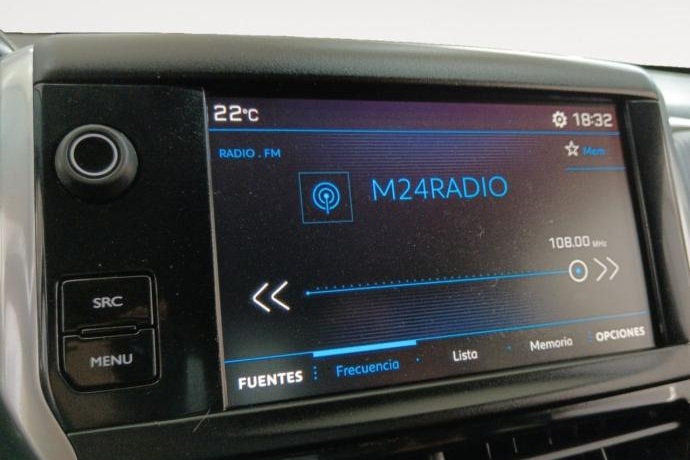 22°C
18:32
RADIO . FM
Mem
M24RADIO
108.00 MHz
SRC
MENU
FUENTES
Frecuencia
Lista
Memoria
OPCIONES